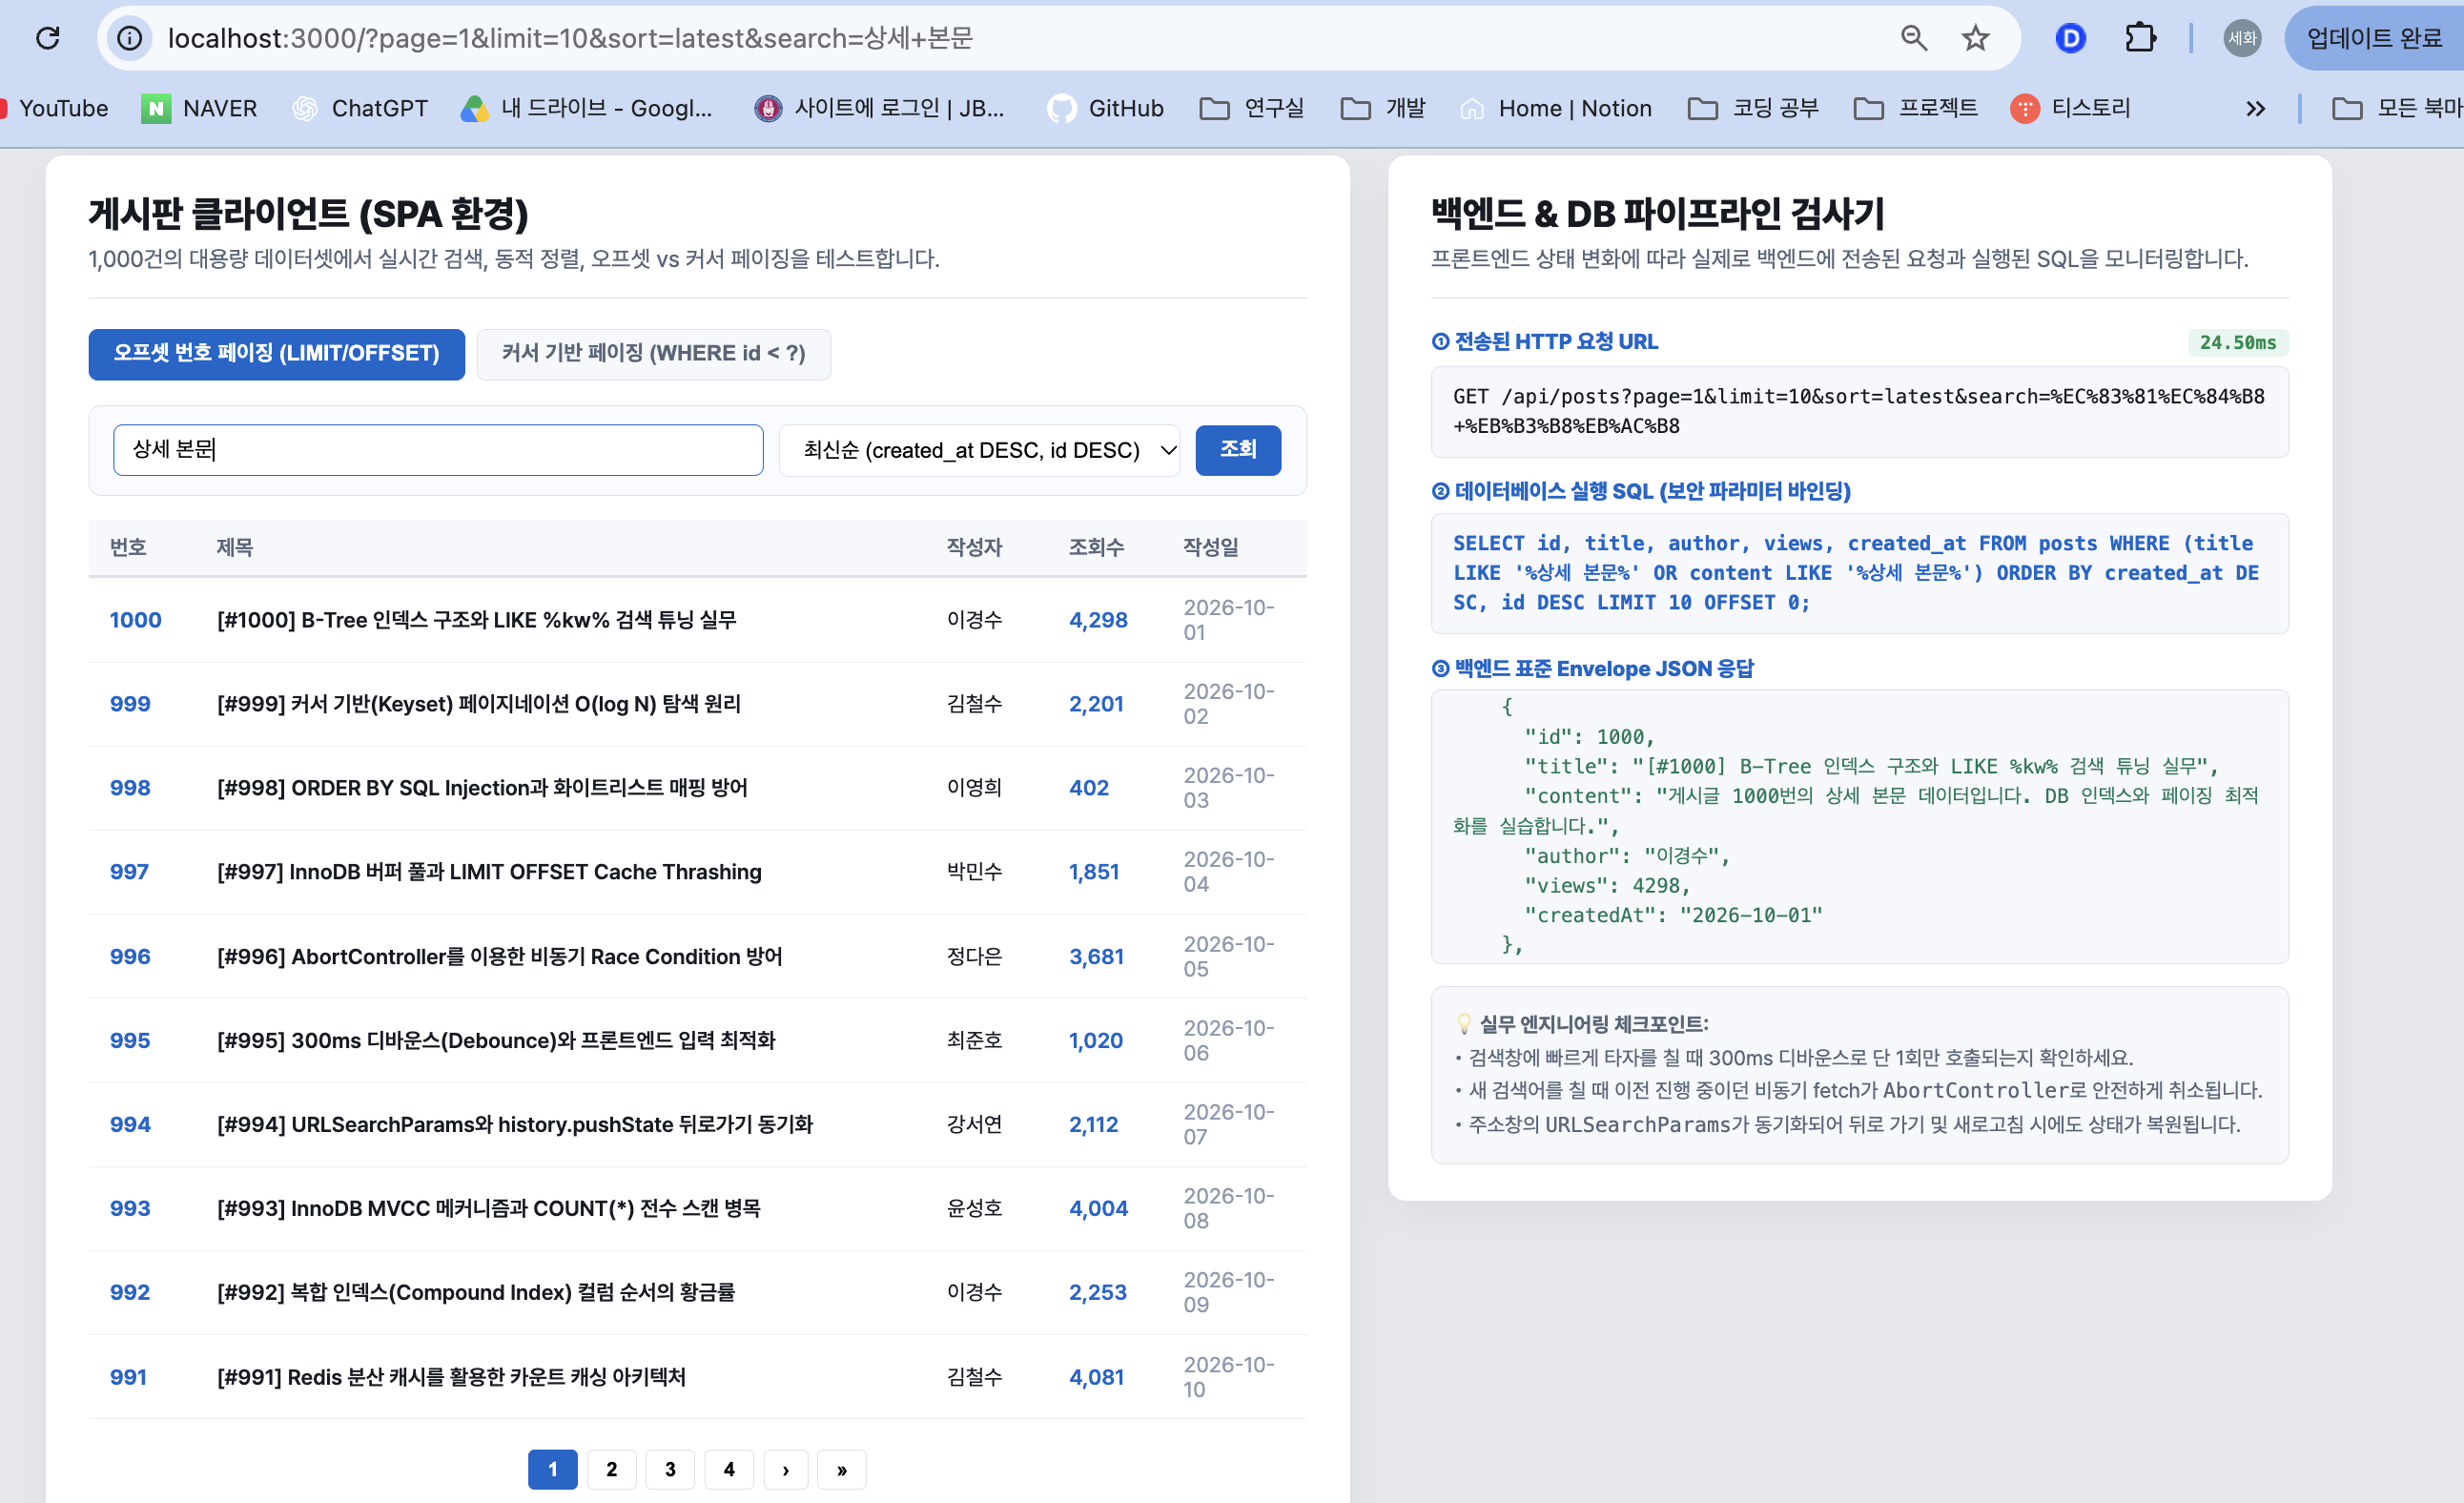 localhost:3000/?page=1&limit=10&sort=latest&search=상세+본문
D
세화
업데이트 완료
YouTube
N NAVER
ChatGPT
내 드라이브 - Googl...
사이트에 로그인 | JB...
GitHub
연구실
개발
Home | Notion
코딩 공부
프로젝트
티스토리
»
모든 북마
게시판 클라이언트 (SPA 환경)
1,000건의 대용량 데이터셋에서 실시간 검색, 동적 정렬, 오프셋 vs 커서 페이징을 테스트합니다.
오프셋 번호 페이징 (LIMIT/OFFSET)
커서 기반 페이징 (WHERE id < ?)
상세 본문
최신순 (created_at DESC, id DESC)
조회
번호 제목 작성자 조회수 작성일
1000 [#1000] B-Tree 인덱스 구조와 LIKE %kw% 검색 튜닝 실무 이경수 4,298 2026-10-
01
999 [#999] 커서 기반(Keyset) 페이지네이션 O(log N) 탐색 원리 김철수 2,201 2026-10-
02
998 [#998] ORDER BY SQL Injection과 화이트리스트 매핑 방어 이영희 402 2026-10-
03
997 [#997] InnoDB 버퍼 풀과 LIMIT OFFSET Cache Thrashing 박민수 1,851 2026-10-
04
996 [#996] AbortController를 이용한 비동기 Race Condition 방어 정다은 3,681 2026-10-
05
995 [#995] 300ms 디바운스(Debounce)와 프론트엔드 입력 최적화 최준호 1,020 2026-10-
06
994 [#994] URLSearchParams와 history.pushState 뒤로가기 동기화 강서연 2,112 2026-10-
07
993 [#993] InnoDB MVCC 메커니즘과 COUNT(*) 전수 스캔 병목 윤성호 4,004 2026-10-
08
992 [#992] 복합 인덱스(Compound Index) 컬럼 순서의 황금률 이경수 2,253 2026-10-
09
991 [#991] Redis 분산 캐시를 활용한 카운트 캐싱 아키텍처 김철수 4,081 2026-10-
10
1 2 3 4 › »
백엔드 & DB 파이프라인 검사기
프론트엔드 상태 변화에 따라 실제로 백엔드에 전송된 요청과 실행된 SQL을 모니터링합니다.
① 전송된 HTTP 요청 URL
24.50ms
GET /api/posts?page=1&limit=10&sort=latest&search=%EC%83%81%EC%84%B8
+%EB%B3%B8%EB%AC%B8
② 데이터베이스 실행 SQL (보안 파라미터 바인딩)
SELECT id, title, author, views, created_at FROM posts WHERE (title
LIKE '%상세 본문%' OR content LIKE '%상세 본문%') ORDER BY created_at DE
SC, id DESC LIMIT 10 OFFSET 0;
③ 백엔드 표준 Envelope JSON 응답
{
"id": 1000,
"title": "[#1000] B-Tree 인덱스 구조와 LIKE %kw% 검색 튜닝 실무",
"content": "게시글 1000번의 상세 본문 데이터입니다. DB 인덱스와 페이징 최적
화를 실습합니다.",
"author": "이경수",
"views": 4298,
"createdAt": "2026-10-01"
},
💡 실무 엔지니어링 체크포인트:
• 검색창에 빠르게 타자를 칠 때 300ms 디바운스로 단 1회만 호출되는지 확인하세요.
• 새 검색어를 칠 때 이전 진행 중이던 비동기 fetch가 AbortController로 안전하게 취소됩니다.
• 주소창의 URLSearchParams가 동기화되어 뒤로 가기 및 새로고침 시에도 상태가 복원됩니다.